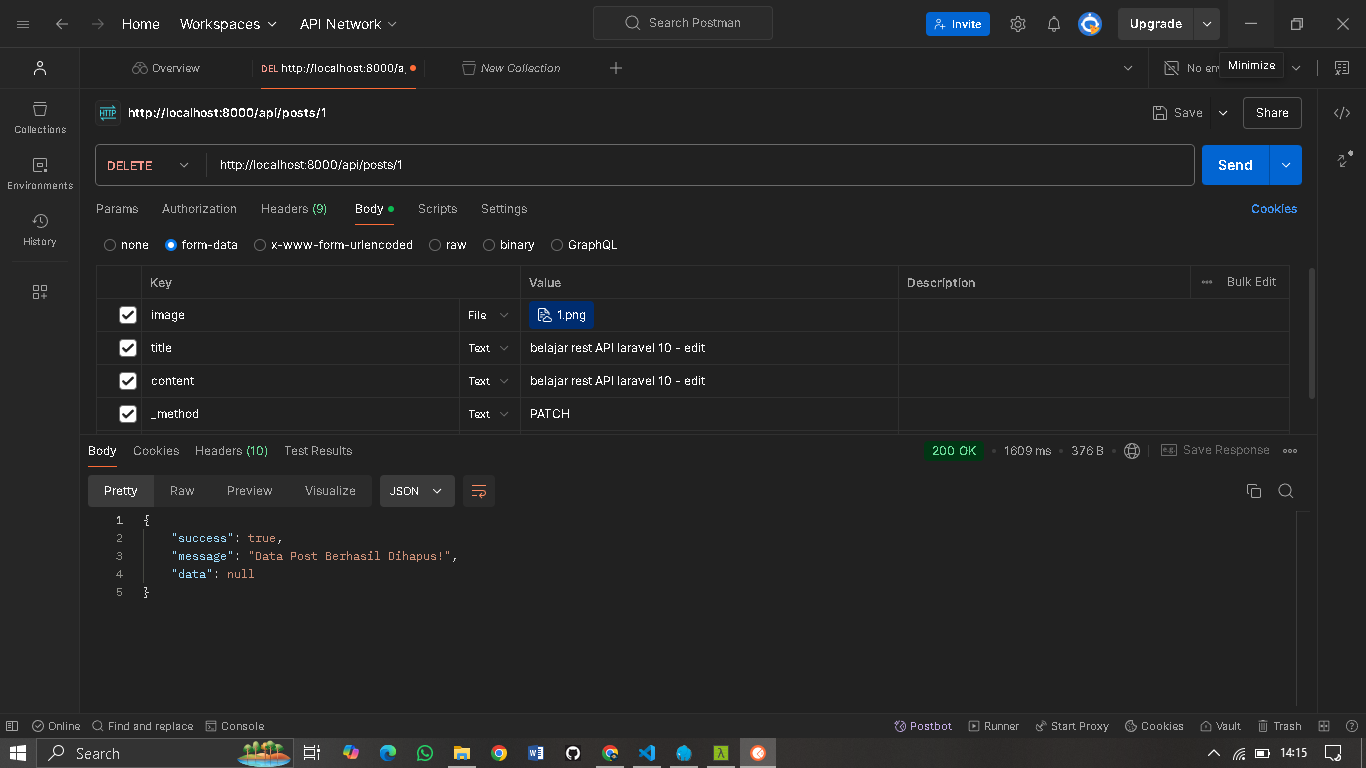 Home Workspaces API Network Search Postman Invite Upgrade
Overview DEL http://localhost:8000/a New Collection No en Minimize
HTTP http://localhost:8000/api/posts/1 Save Share
Collections
DELETE http://localhost:8000/api/posts/1 Send
Environments
Params Authorization Headers (9) Body Scripts Settings Cookies
History
none form-data x-www-form-urlencoded raw binary GraphQL
Key Value Description Bulk Edit
image File 1.png
title Text belajar rest API laravel 10 - edit
content Text belajar rest API laravel 10 - edit
_method Text PATCH
Body Cookies Headers (10) Test Results 200 OK 1609 ms 376 B e.g. Save Response
Pretty Raw Preview Visualize JSON
1 {
2 "success": true,
3 "message": "Data Post Berhasil Dihapus!",
4 "data": null
5 }
Online Find and replace Console Postbot Runner Start Proxy Cookies Vault Trash
Search 14:15